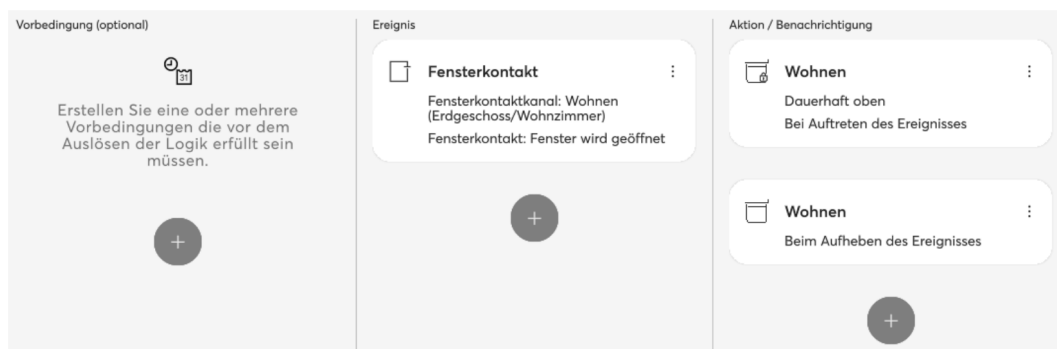 Vorbedingung (optional)
31
Erstellen Sie eine oder mehrere
Vorbedingungen die vor dem
Auslösen der Logik erfüllt sein
müssen.
Ereignis
Fensterkontakt
Fensterkontaktkanal: Wohnen
(Erdgeschoss/Wohnzimmer)
Fensterkontakt: Fenster wird geöffnet
Aktion / Benachrichtigung
Wohnen
Dauerhaft oben
Bei Auftreten des Ereignisses
Wohnen
Beim Aufheben des Ereignisses